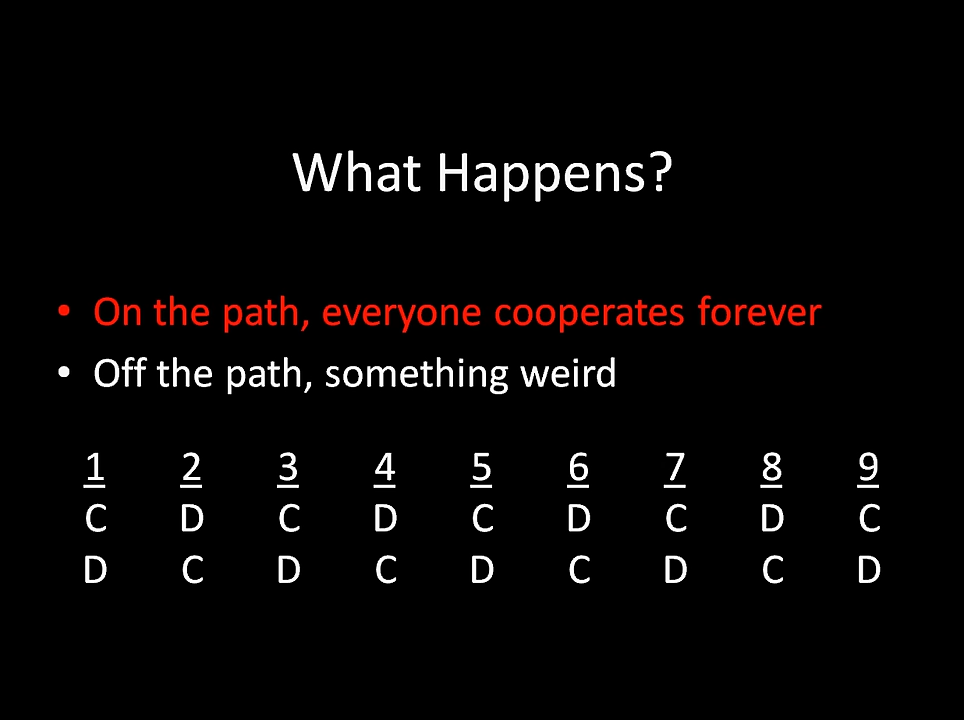 What Happens?
• On the path, everyone cooperates forever
• Off the path, something weird
1 2 3 4 5 6 7 8 9
C D C D C D C D C
D C D C D C D C D